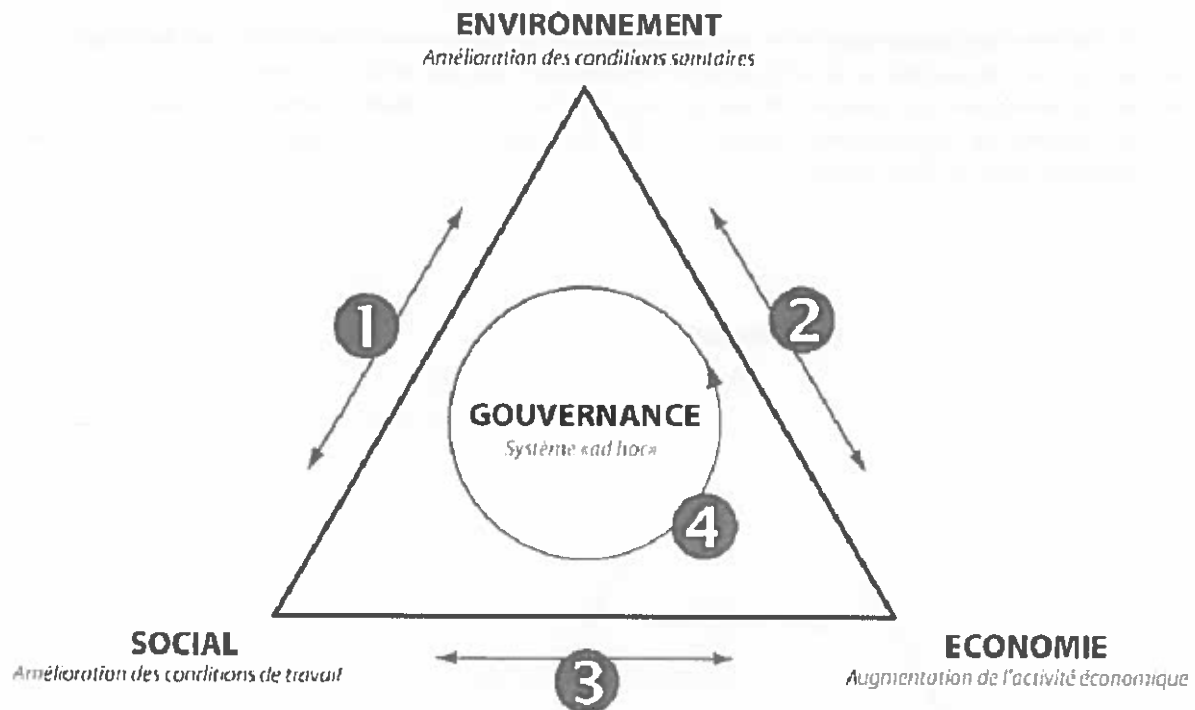 ENVIRONNEMENT
Amélioration des conditions sanitaires
1
2
GOUVERNANCE
Système «ad hoc»
4
SOCIAL
Amélioration des conditions de travail
ECONOMIE
Augmentation de l'activité économique
3